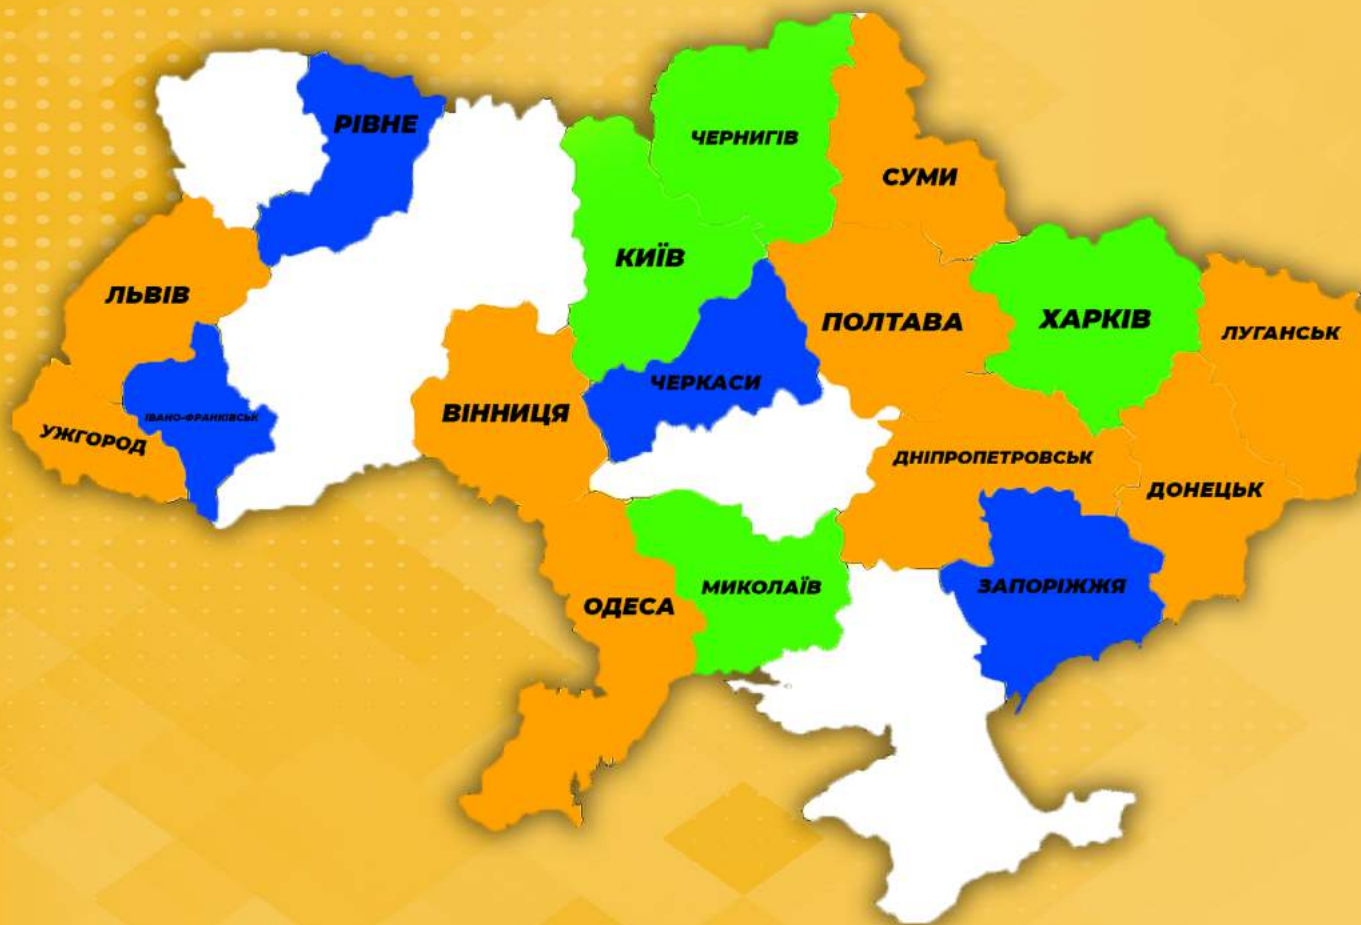 РІВНЕ
ЧЕРНИГІВ
СУМИ
КИЇВ
ЛЬВІВ
ПОЛТАВА
ХАРКІВ
ЛУГАНСЬК
ЧЕРКАСИ
ІВАНО-ФРАНКІВСЬК
ВІННИЦЯ
УЖГОРОД
ДНІПРОПЕТРОВСЬК
ДОНЕЦЬК
МИКОЛАЇВ
ЗАПОРІЖЖЯ
ОДЕСА